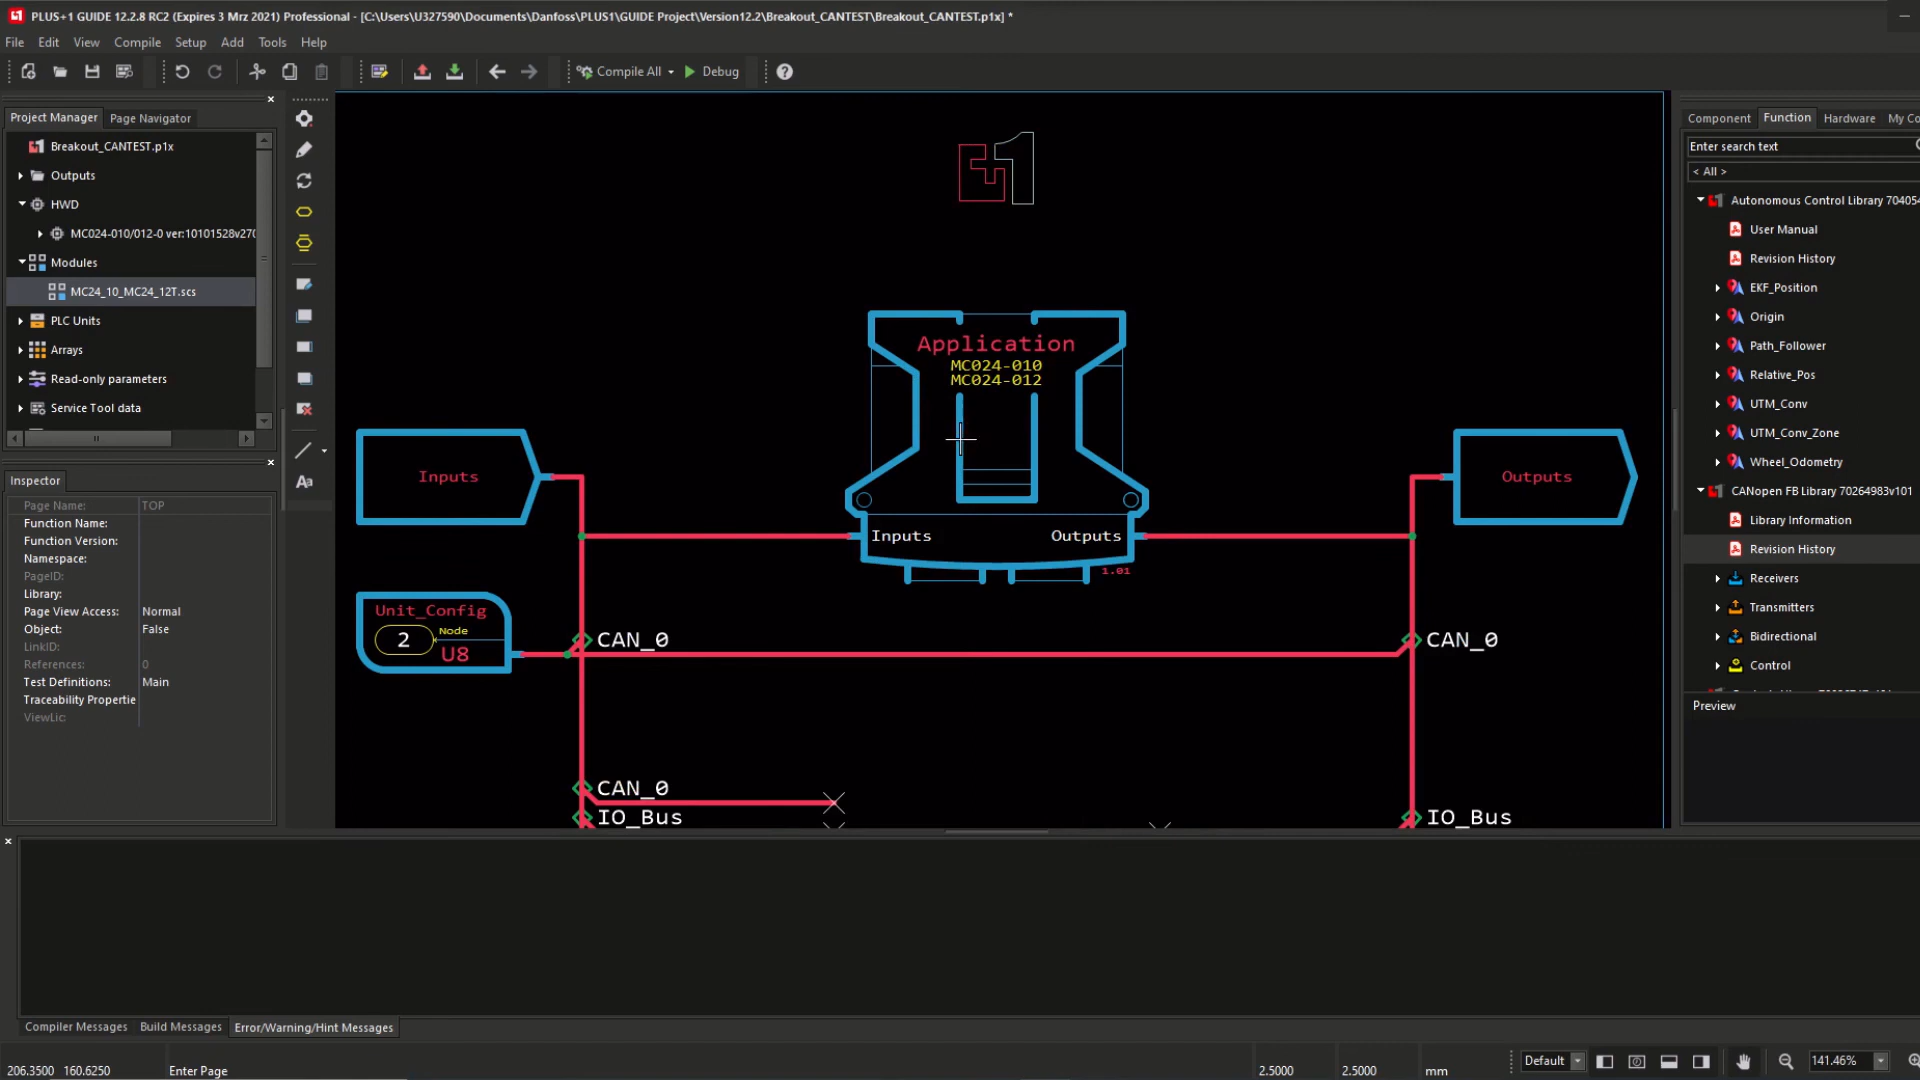 PLUS+1 GUIDE 12.2.8 RC2 (Expires 3 Mrz 2021) Professional - [C:\Users\U327590\Documents\Danfoss\PLUS1\GUIDE Project\Version12.2\Breakout_CANTEST\Breakout_CANTEST.p1x] *
File Edit View Compile Setup Add Tools Help
Compile All Debug
Project Manager Page Navigator
Breakout_CANTEST.p1x
Outputs
HWD
MC024-010/012-0 ver:10101528v270
Modules
MC24_10_MC24_12T.scs
PLC Units
Arrays
Read-only parameters
Service Tool data
Inspector
Page Name: TOP
Function Name:
Function Version:
Namespace:
PageID:
Library:
Page View Access: Normal
Object: False
LinkID:
References: 0
Test Definitions: Main
Traceability Propertie
ViewLic:
Application
MC024-010
MC024-012
Inputs
Outputs
Inputs Outputs
1.01
Unit_Config
Node
2
U8
CAN_0
CAN_0
CAN_0
IO_Bus
IO_Bus
Component Function Hardware My Co
Enter search text
< All >
Autonomous Control Library 704054
User Manual
Revision History
EKF_Position
Origin
Path_Follower
Relative_Pos
UTM_Conv
UTM_Conv_Zone
Wheel_Odometry
CANopen FB Library 70264983v101
Library Information
Revision History
Receivers
Transmitters
Bidirectional
Control
Preview
Compiler Messages Build Messages Error/Warning/Hint Messages
206.3500 160.6250 Enter Page 2.5000 2.5000 mm Default 141.46%